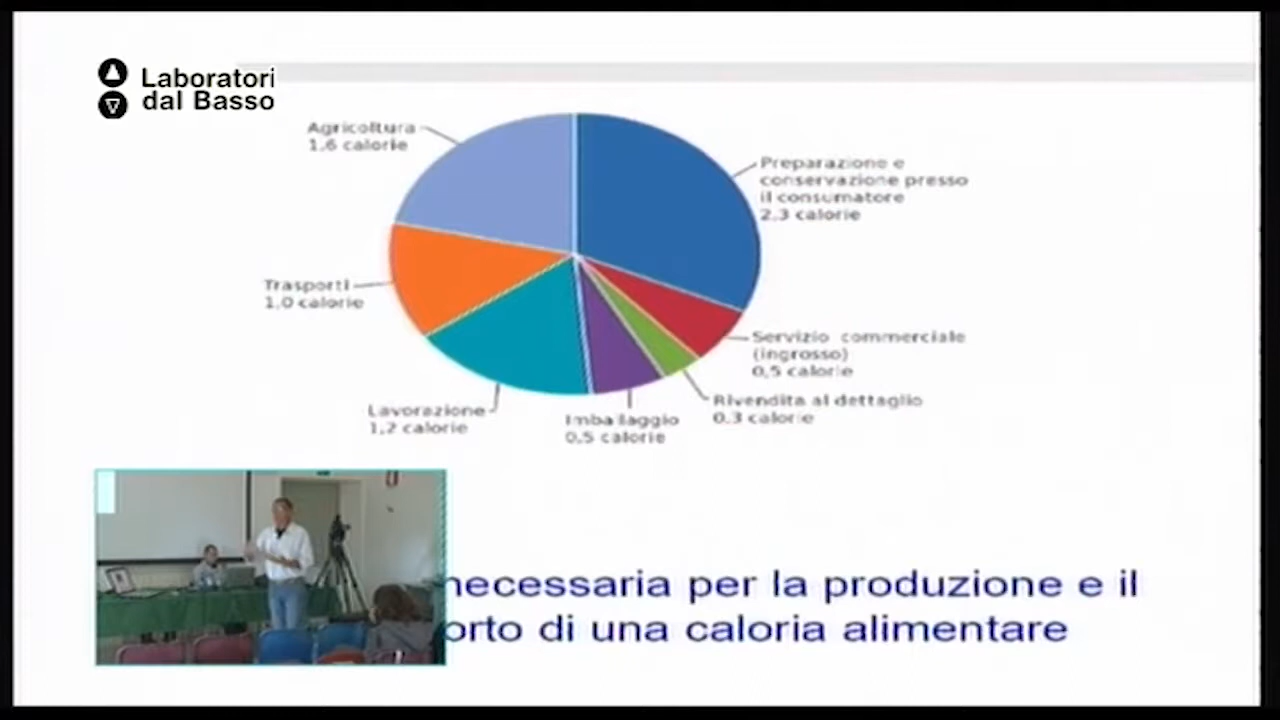 Laboratori
dal Basso
Agricoltura
1,6 calorie
Preparazione e
conservazione presso
il consumatore
2,3 calorie
Trasporti
1,0 calorie
Servizio commerciale
(ingrosso)
0,5 calorie
Rivendita al dettaglio
0,3 calorie
Lavorazione
1,2 calorie
Imballaggio
0,5 calorie
necessaria per la produzione e il
orto di una caloria alimentare